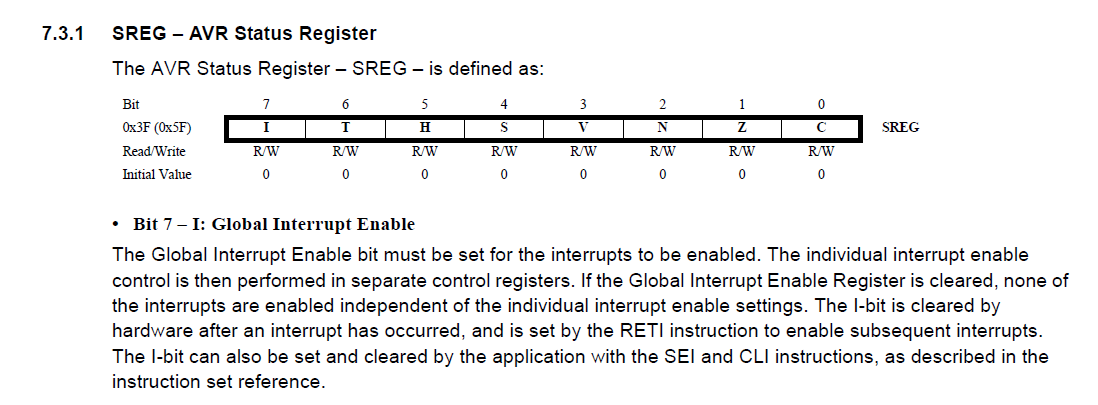 7.3.1 SREG – AVR Status Register
The AVR Status Register – SREG – is defined as:
Bit 7 6 5 4 3 2 1 0
0x3F (0x5F) I T H S V N Z C SREG
Read/Write R/W R/W R/W R/W R/W R/W R/W R/W
Initial Value 0 0 0 0 0 0 0 0
• Bit 7 – I: Global Interrupt Enable
The Global Interrupt Enable bit must be set for the interrupts to be enabled. The individual interrupt enable
control is then performed in separate control registers. If the Global Interrupt Enable Register is cleared, none of
the interrupts are enabled independent of the individual interrupt enable settings. The I-bit is cleared by
hardware after an interrupt has occurred, and is set by the RETI instruction to enable subsequent interrupts.
The I-bit can also be set and cleared by the application with the SEI and CLI instructions, as described in the
instruction set reference.